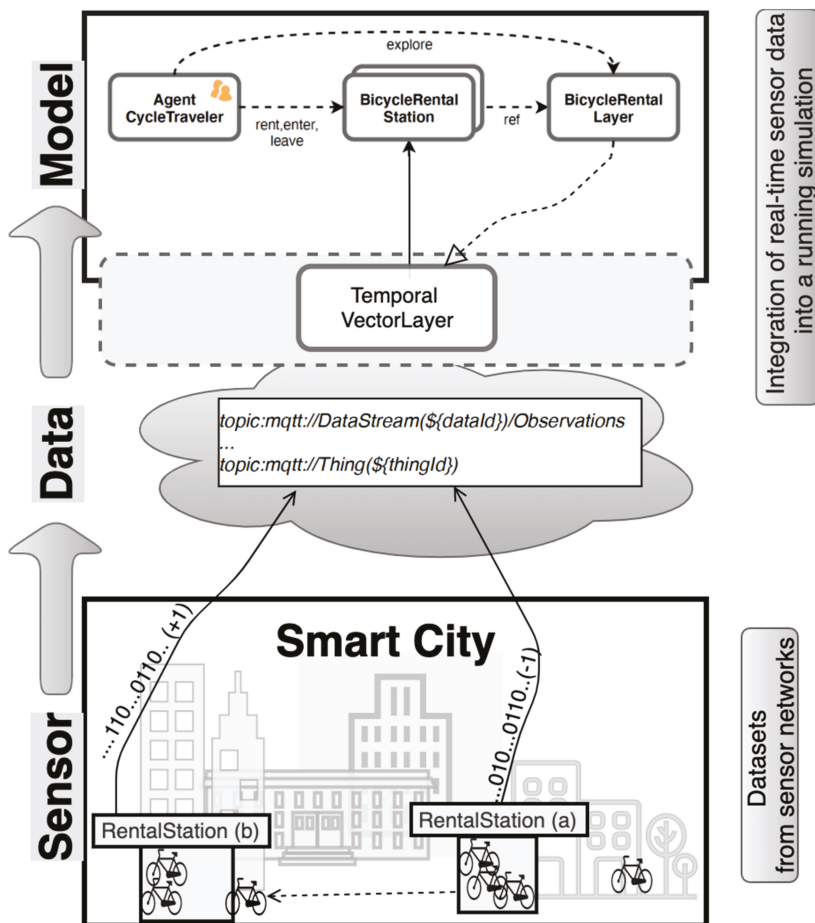 Model
explore
Agent
CycleTraveler
rent,enter,
leave
BicycleRental
Station
ref
BicycleRental
Layer
Integration of real-time sensor data
into a running simulation
Temporal
VectorLayer
Data
topic:mqtt://DataStream(${dataId})/Observations
...
topic:mqtt://Thing(${thingId})
Sensor
Smart City
....110...0110.. (+1)
...010...0110..(-1)
RentalStation (b)
RentalStation (a)
Datasets
from sensor networks